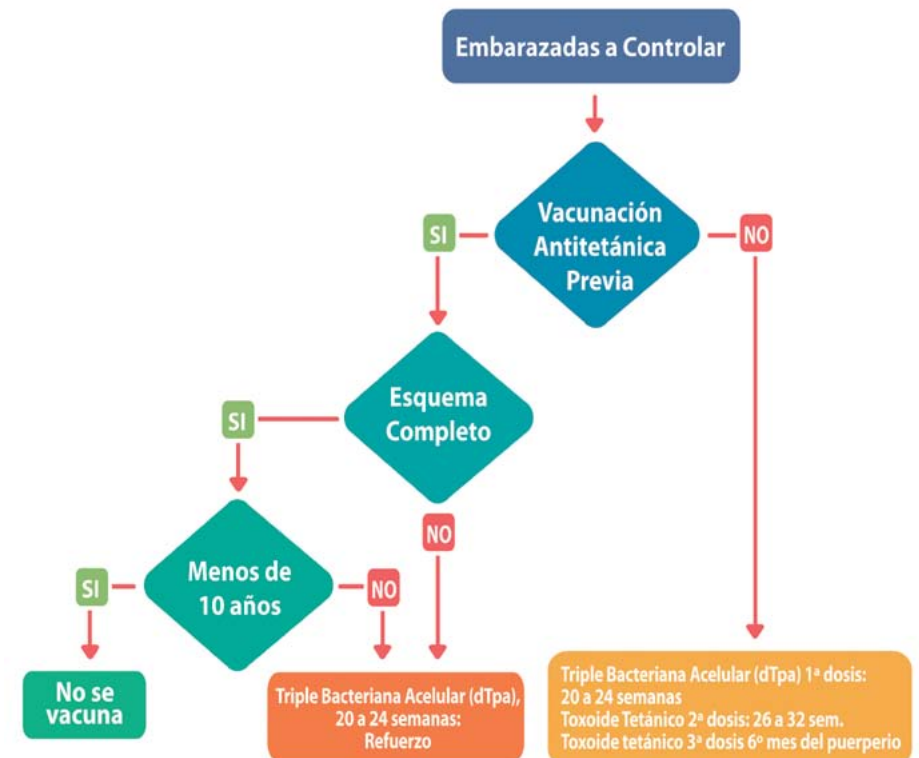 Embarazadas a Controlar
Vacunación
Antitetánica
Previa
SI
NO
Esquema
Completo
SI
NO
Menos de
10 años
SI
NO
No se
vacuna
Triple Bacteriana Acelular (dTpa),
20 a 24 semanas:
Refuerzo
Triple Bacteriana Acelular (dTpa) 1ª dosis:
20 a 24 semanas
Toxoide Tetánico 2ª dosis: 26 a 32 sem.
Toxoide tetánico 3ª dosis 6º mes del puerperio